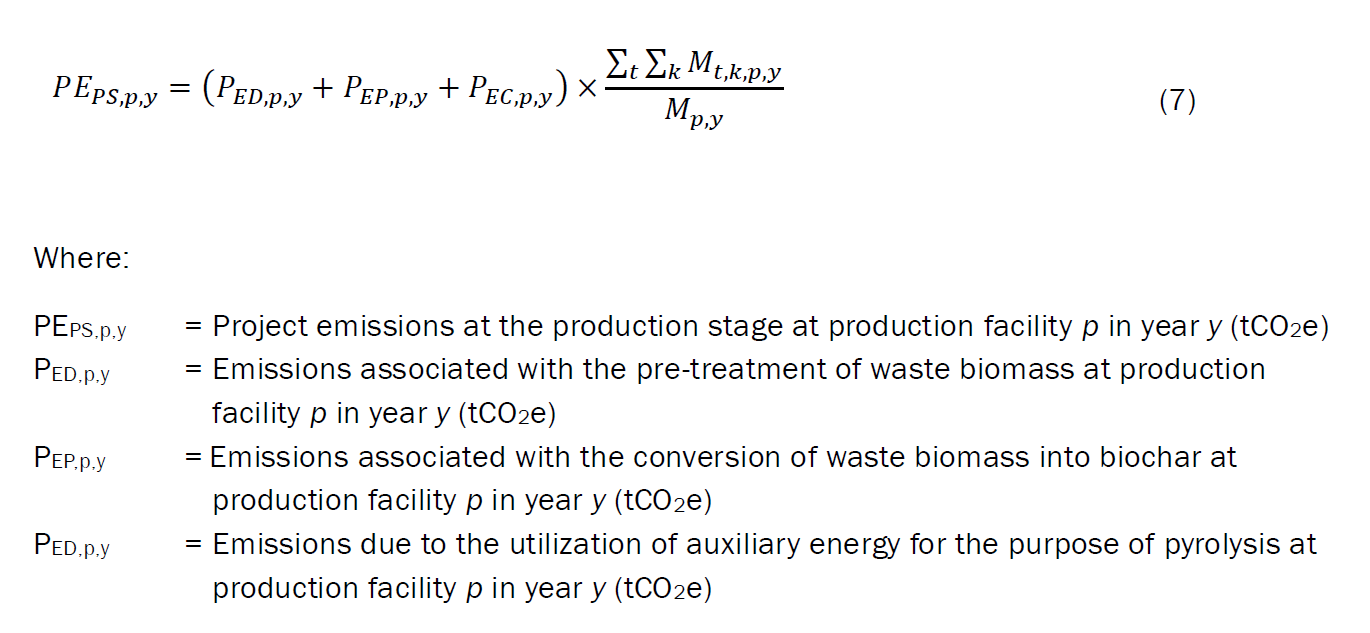 PE_{PS,p,y} = (P_{ED,p,y} + P_{EP,p,y} + P_{EC,p,y}) × \frac{∑_t ∑_k M_{t,k,p,y}}{M_{p,y}} (7)
Where:
PE_{PS,p,y} = Project emissions at the production stage at production facility p in year y (tCO₂e)
P_{ED,p,y} = Emissions associated with the pre-treatment of waste biomass at production
facility p in year y (tCO₂e)
P_{EP,p,y} = Emissions associated with the conversion of waste biomass into biochar at
production facility p in year y (tCO₂e)
P_{ED,p,y} = Emissions due to the utilization of auxiliary energy for the purpose of pyrolysis at
production facility p in year y (tCO₂e)